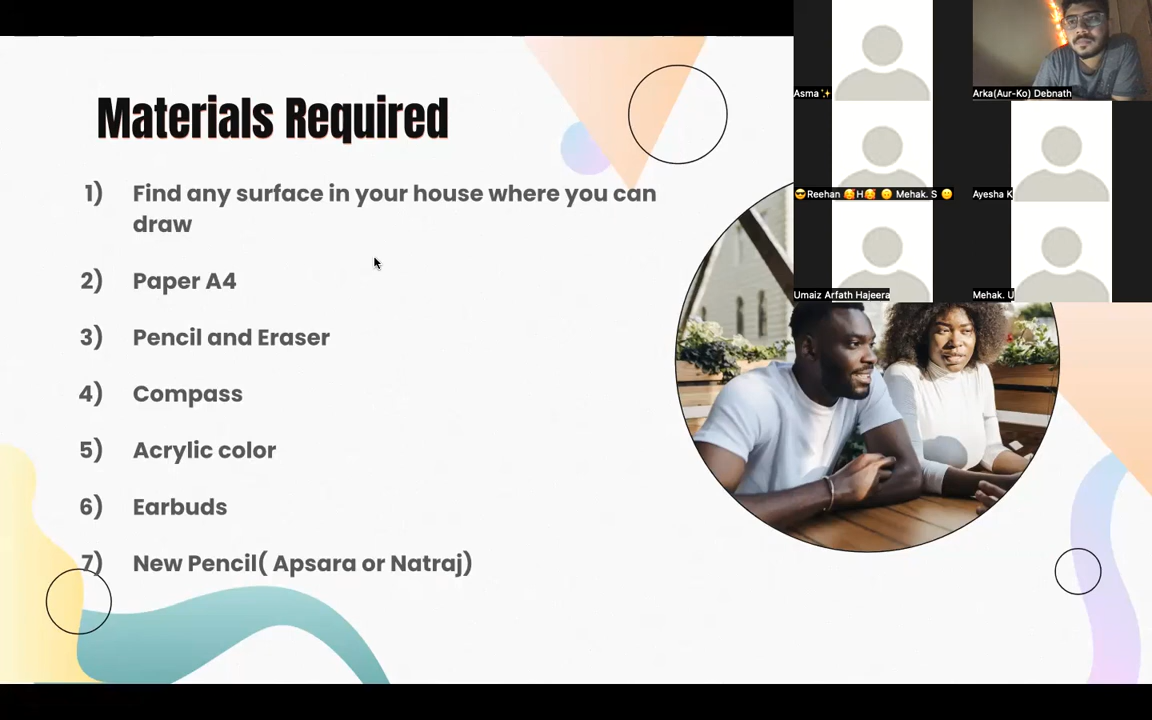 Materials Required
1) Find any surface in your house where you can
draw
2) Paper A4
3) Pencil and Eraser
4) Compass
5) Acrylic color
6) Earbuds
7) New Pencil( Apsara or Natraj)
Asma✨
Arka(Aur-Ko) Debnath
😎Reehan 🥰H🥰 🙃 Mehak. S 🙂
Ayesha K
Umaiz Arfath Hajeera
Mehak. U